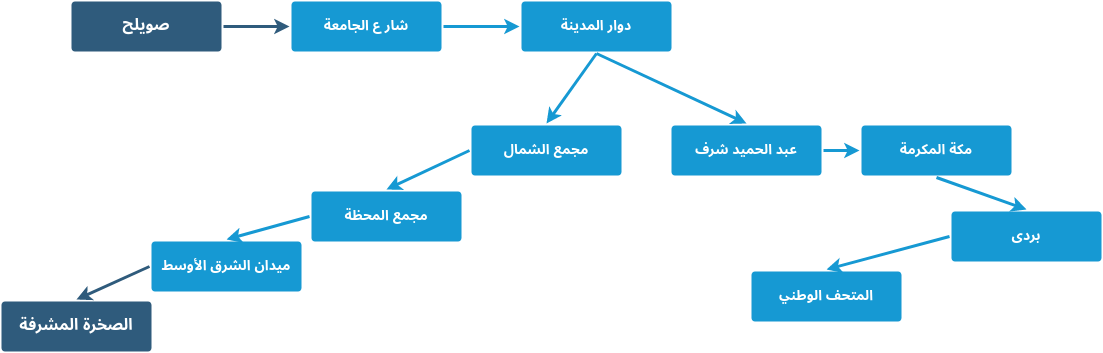 صويلح
شارع الجامعة
دوار المدينة
مجمع الشمال
عبد الحميد شرف
مكة المكرمة
مجمع المحظة
بردى
ميدان الشرق الأوسط
المتحف الوطني
الصخرة المشرفة